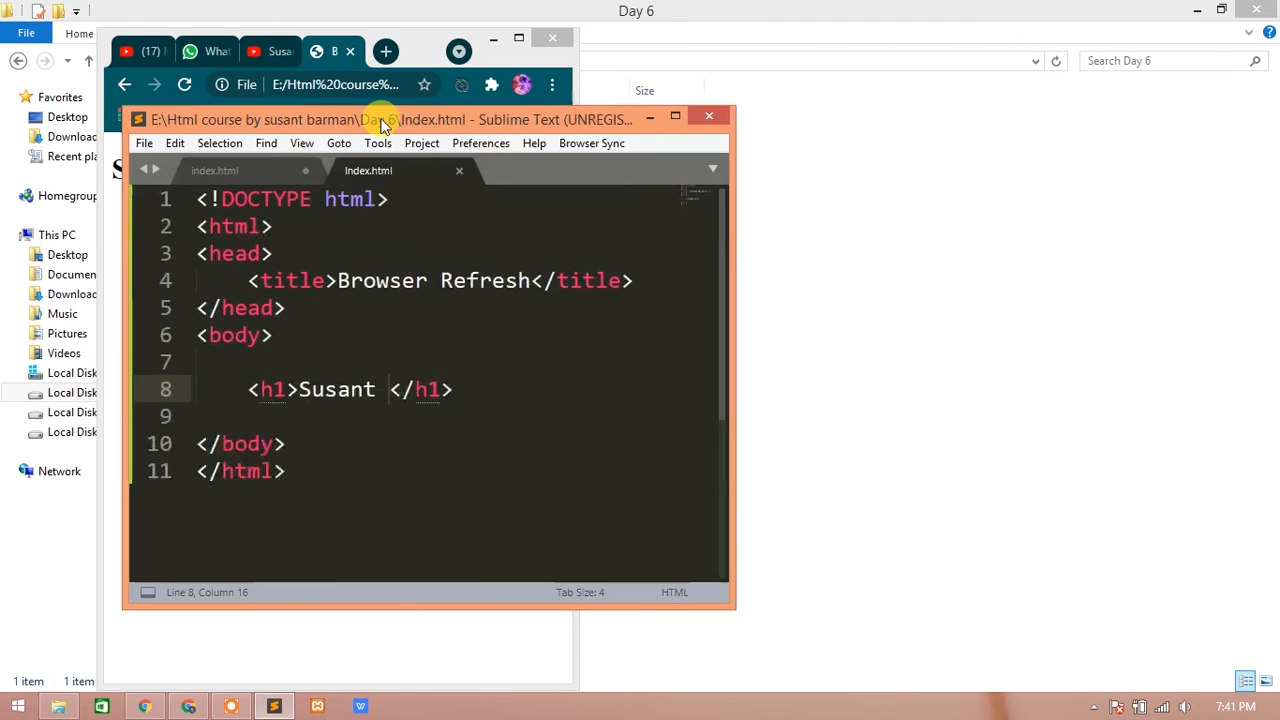 Day 6
File
Home
(17)
What
Susa
B
File
E:/Html%20course%...
Search Day 6
Size
E:\Html course by susant barman\Day 6\Index.html - Sublime Text (UNREGIS...
File Edit Selection Find View Goto Tools Project Preferences Help Browser Sync
index.html
Index.html
1 <!DOCTYPE html>
2 <html>
3 <head>
4 <title>Browser Refresh</title>
5 </head>
6 <body>
7
8 <h1>Susant </h1>
9
10 </body>
11 </html>
Line 8, Column 16
Tab Size: 4
HTML
Favorites
Desktop
Download
Recent pl
Homegroup
This PC
Desktop
Documen
Download
Music
Pictures
Videos
Local Disk
Local Disk
Local Disk
Local Disk
Network
1 item
1 item
7:41 PM